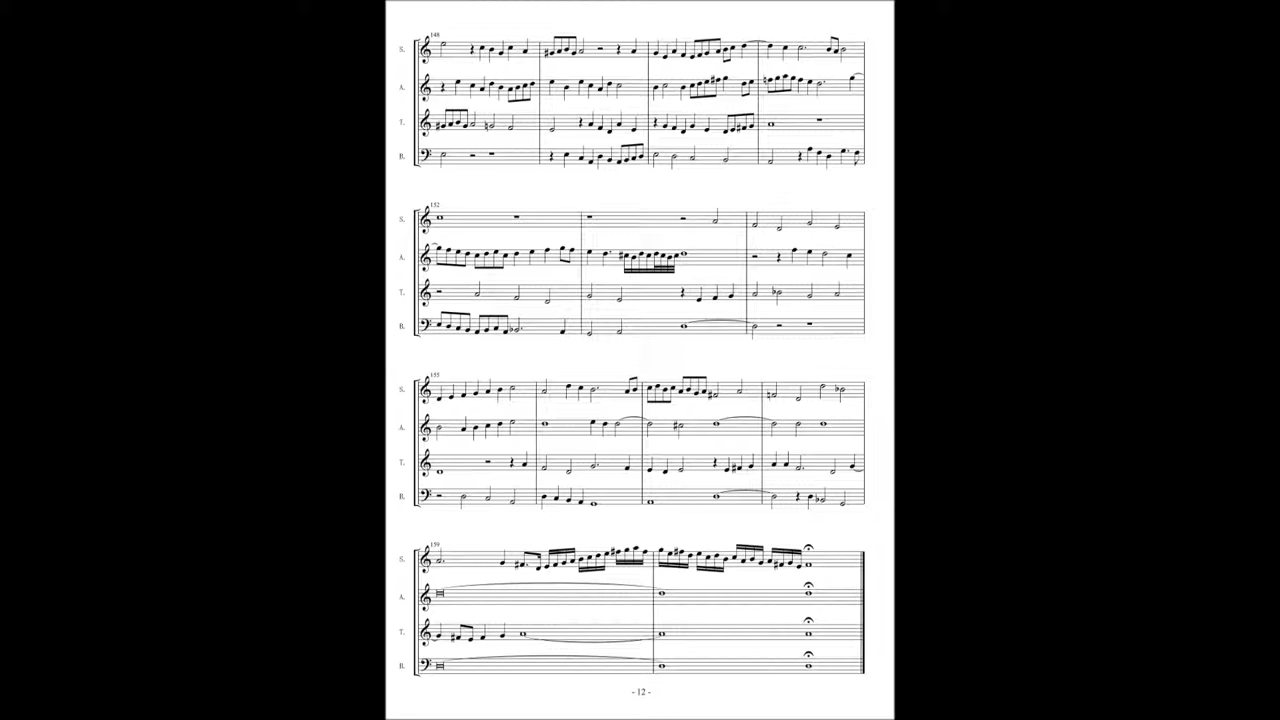 148
S.
A.
T.
B.
152
S.
A.
T.
B.
155
S.
A.
T.
B.
159
S.
A.
T.
B.
- 12 -